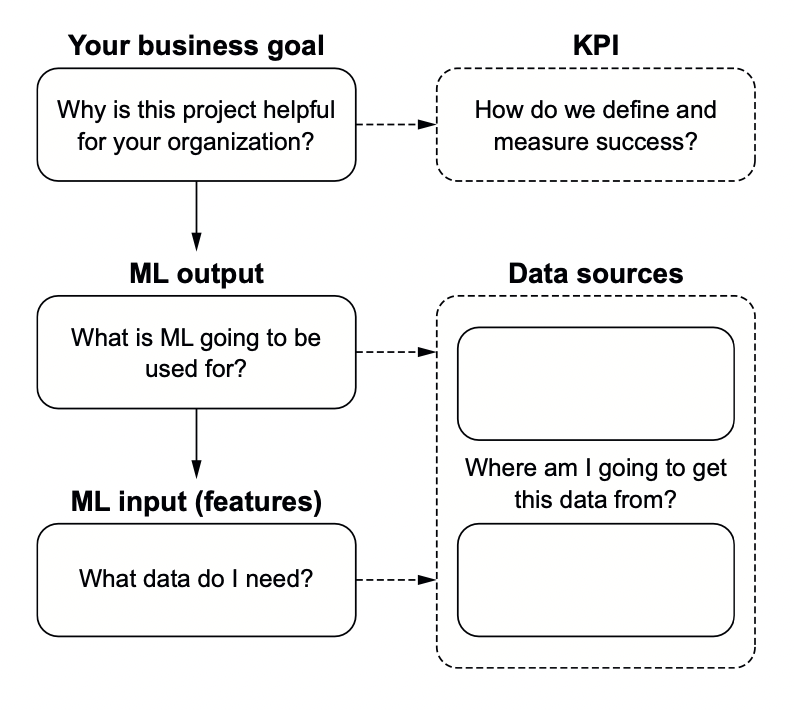 Your business goal
KPI
Why is this project helpful
for your organization?
How do we define and
measure success?
ML output
Data sources
What is ML going to be
used for?
Where am I going to get
this data from?
ML input (features)
What data do I need?